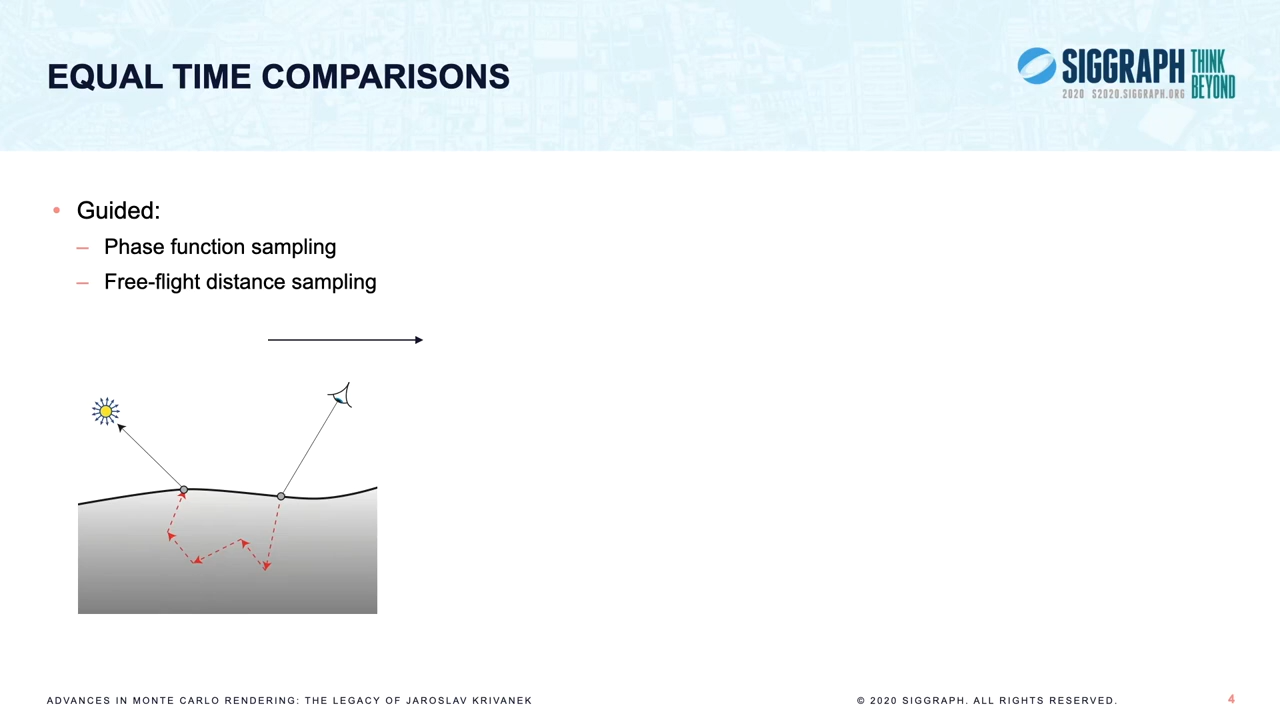 EQUAL TIME COMPARISONS
SIGGRAPH THINK BEYOND
2020 S2020.SIGGRAPH.ORG
• Guided:
– Phase function sampling
– Free-flight distance sampling
ADVANCES IN MONTE CARLO RENDERING: THE LEGACY OF JAROSLAV KRIVANEK
© 2020 SIGGRAPH. ALL RIGHTS RESERVED.
4